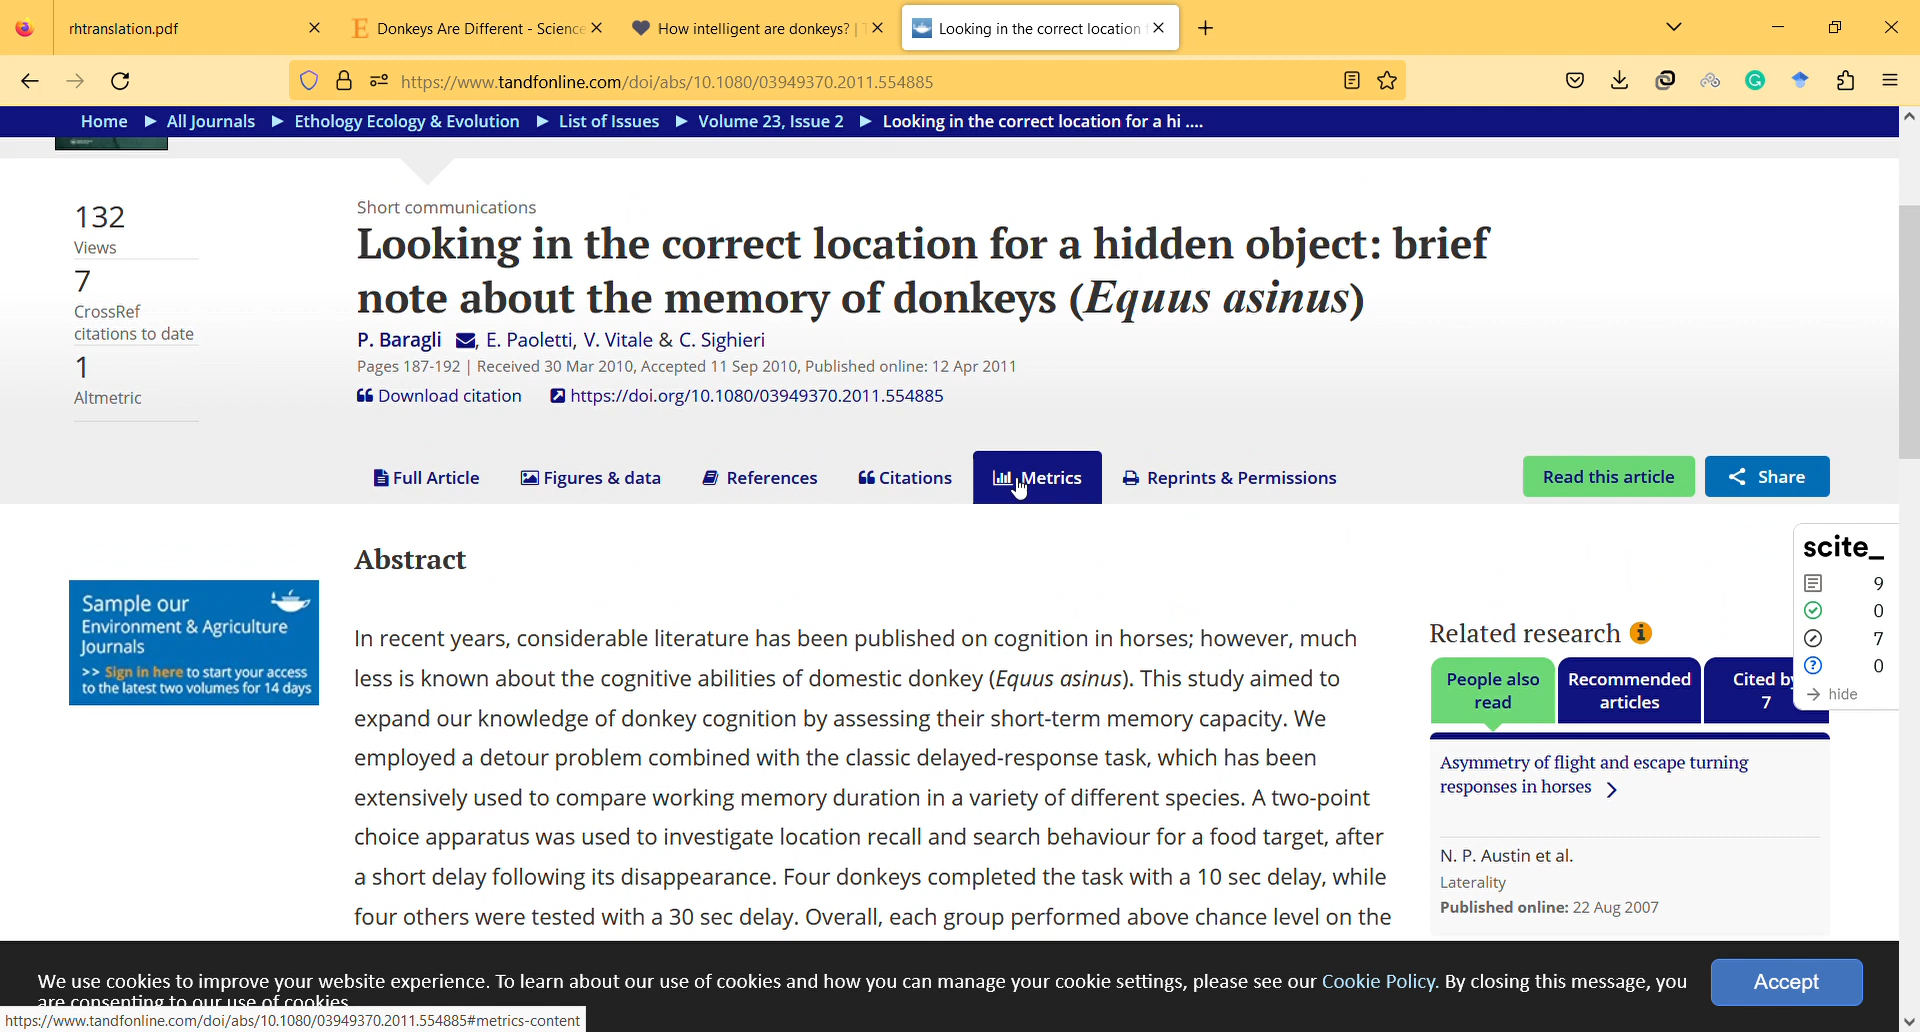 rhtranslation.pdf
Donkeys Are Different - Science
How intelligent are donkeys? |
Looking in the correct location
https://www.tandfonline.com/doi/abs/10.1080/03949370.2011.554885
Home ▶ All Journals ▶ Ethology Ecology & Evolution ▶ List of Issues ▶ Volume 23, Issue 2 ▶ Looking in the correct location for a hi ....
132
Views
7
CrossRef
citations to date
1
Altmetric
Short communications
Looking in the correct location for a hidden object: brief
note about the memory of donkeys (Equus asinus)
P. Baragli , E. Paoletti, V. Vitale & C. Sighieri
Pages 187-192 | Received 30 Mar 2010, Accepted 11 Sep 2010, Published online: 12 Apr 2011
Download citation https://doi.org/10.1080/03949370.2011.554885
Full Article Figures & data References Citations Metrics Reprints & Permissions
Read this article Share
Sample our
Environment & Agriculture
Journals
>> Sign in here to start your access
to the latest two volumes for 14 days
Abstract
In recent years, considerable literature has been published on cognition in horses; however, much
less is known about the cognitive abilities of domestic donkey (Equus asinus). This study aimed to
expand our knowledge of donkey cognition by assessing their short-term memory capacity. We
employed a detour problem combined with the classic delayed-response task, which has been
extensively used to compare working memory duration in a variety of different species. A two-point
choice apparatus was used to investigate location recall and search behaviour for a food target, after
a short delay following its disappearance. Four donkeys completed the task with a 10 sec delay, while
four others were tested with a 30 sec delay. Overall, each group performed above chance level on the
Related research
People also
read
Recommended
articles
Cited by
7
Asymmetry of flight and escape turning
responses in horses
N. P. Austin et al.
Laterality
Published online: 22 Aug 2007
scite_
9
0
7
0
hide
We use cookies to improve your website experience. To learn about our use of cookies and how you can manage your cookie settings, please see our Cookie Policy. By closing this message, you
are consenting to our use of cookies
Accept
https://www.tandfonline.com/doi/abs/10.1080/03949370.2011.554885#metrics-content